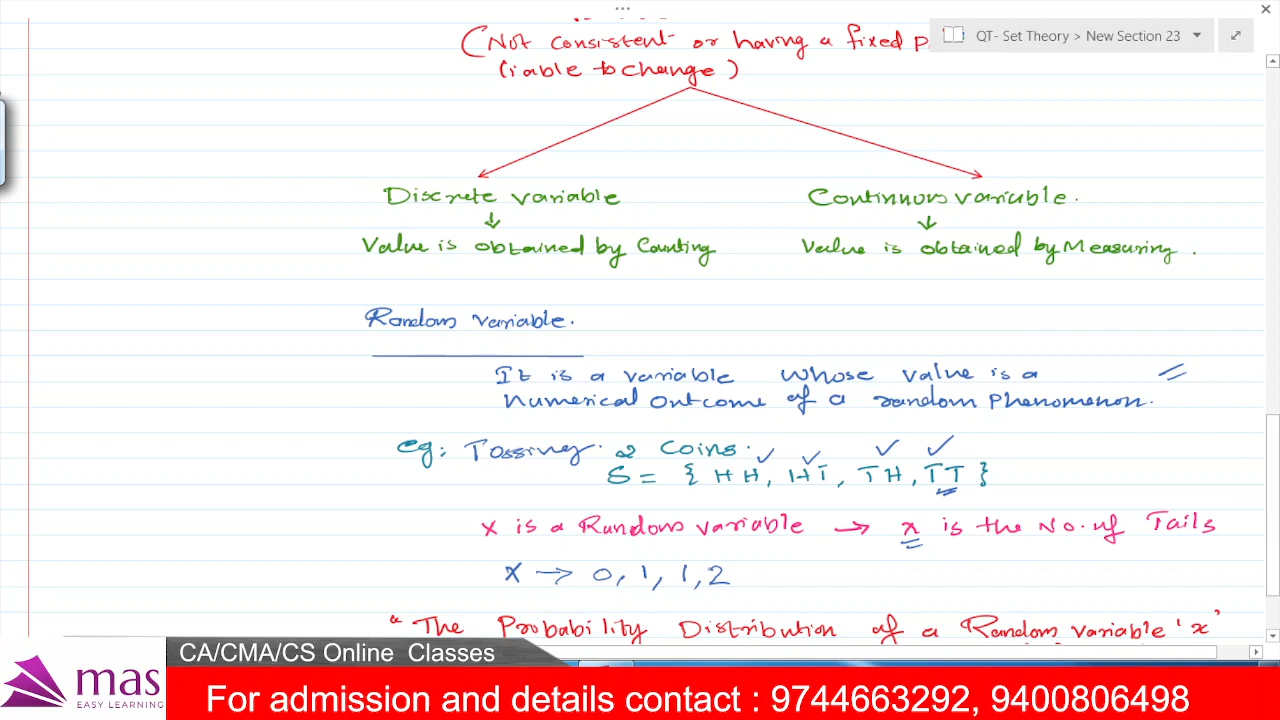 (Not consistent or having a fixed p
QT- Set Theory > New Section 23
liable to change)
Discrete variable
Continuous variable.
Value is obtained by Counting
Value is obtained by Measuring.
Random variable.
It is a variable whose value is a
numerical outcome of a random phenomenon.
eg: Tossing 2 Coins.
S = { HH, HT, TH, TT }
x is a Random variable → x is the No. of Tails
x → 0, 1, 1, 2
"The Probability Distribution of a Random variable 'x'
CA/CMA/CS Online Classes
mas
EASY LEARNING
For admission and details contact : 9744663292, 9400806498